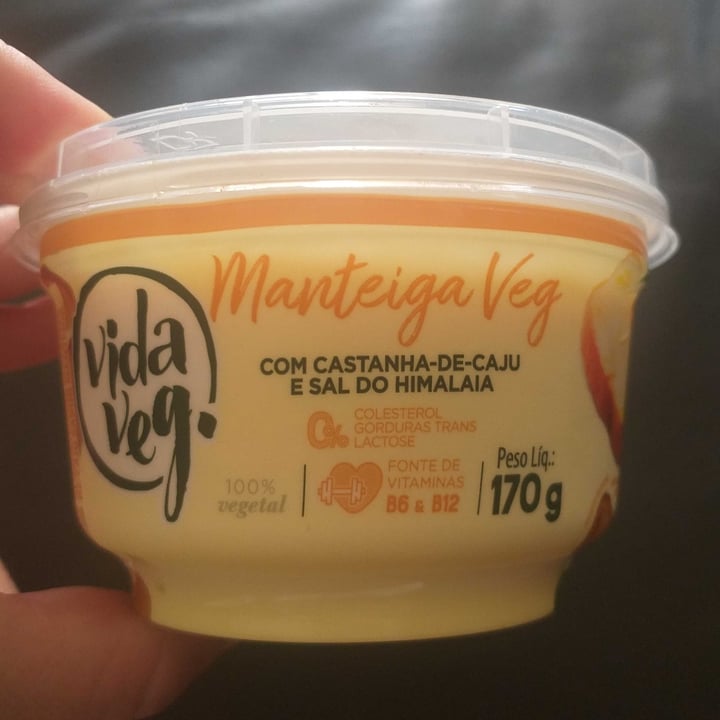 Manteiga Veg
vida
veg.
COM CASTANHA-DE-CAJU
E SAL DO HIMALAIA
0%
COLESTEROL
GORDURAS TRANS
LACTOSE
100%
vegetal
FONTE DE
VITAMINAS
B6 & B12
Peso Líq.:
170g